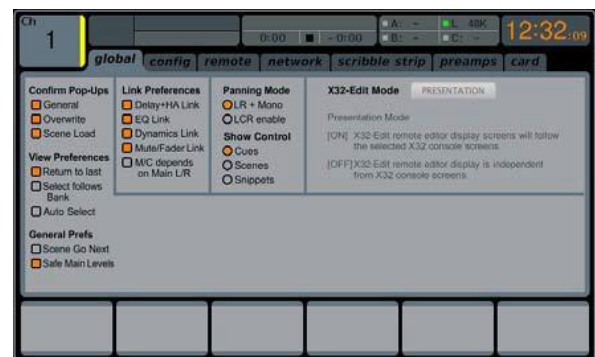 Ch
1
0:00 -0:00
A: - L 48K
B: - C: -
12:32:09
global config remote network scribble strip preamps card
Confirm Pop-Ups
General
Overwrite
Scene Load
View Preferences
Return to last
Select follows
Bank
Auto Select
General Prefs
Scene Go Next
Safe Main Levels
Link Preferences
Delay+HA Link
EQ Link
Dynamics Link
Mute/Fader Link
M/C depends
on Main L/R
Panning Mode
LR + Mono
LCR enable
Show Control
Cues
Scenes
Snippets
X32-Edit Mode PRESENTATION
Presentation Mode
[ON] X32-Edit remote editor display screens will follow
the selected X32 console screens.
[OFF] X32-Edit remote editor display is independent
from X32 console screens.